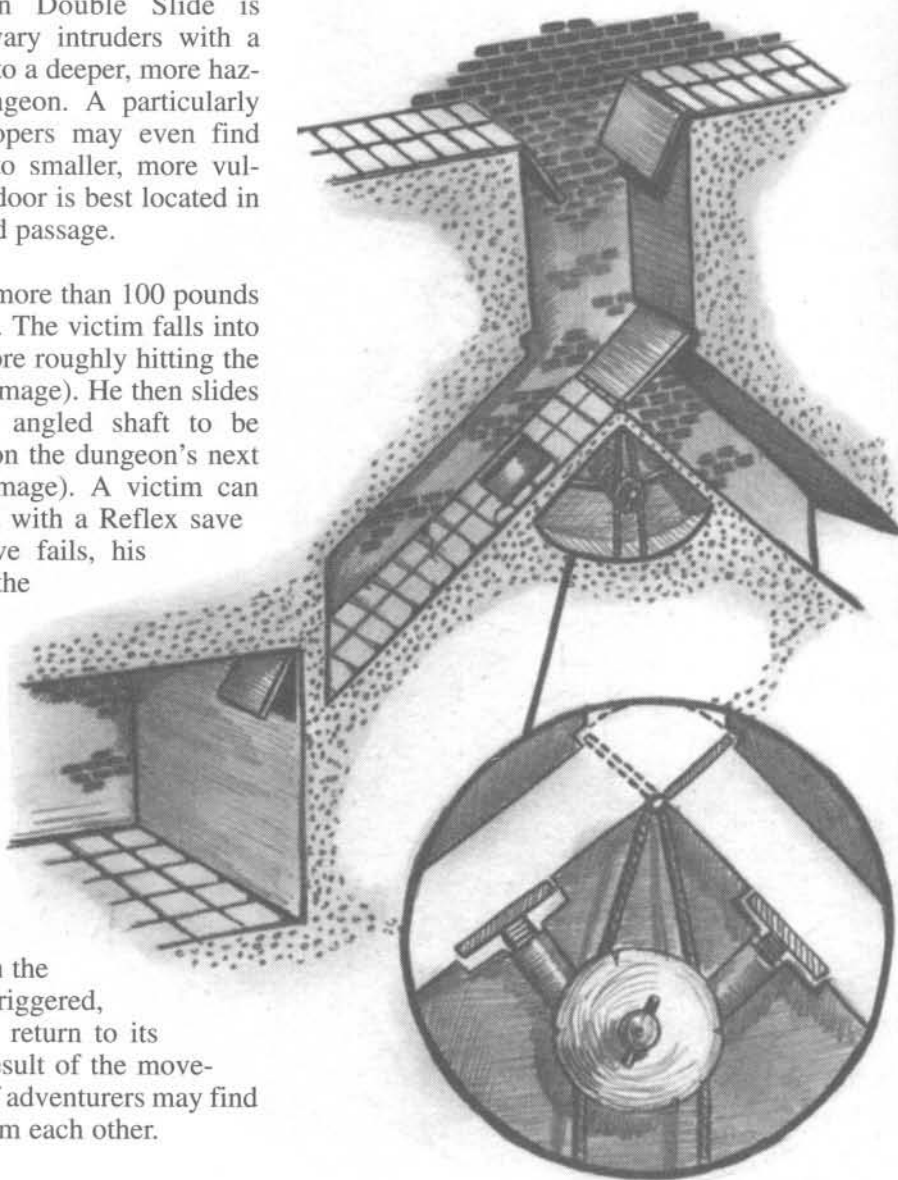 n Double Slide is
vary intruders with a
to a deeper, more haz-
ngeon. A particularly
ppers may even find
o smaller, more vul-
door is best located in
d passage.
more than 100 pounds
. The victim falls into
ore roughly hitting the
mage). He then slides
angled shaft to be
on the dungeon's next
mage). A victim can
with a Reflex save
ve fails, his
the
n the
riggered,
return to its
esult of the move-
f adventurers may find
m each other.